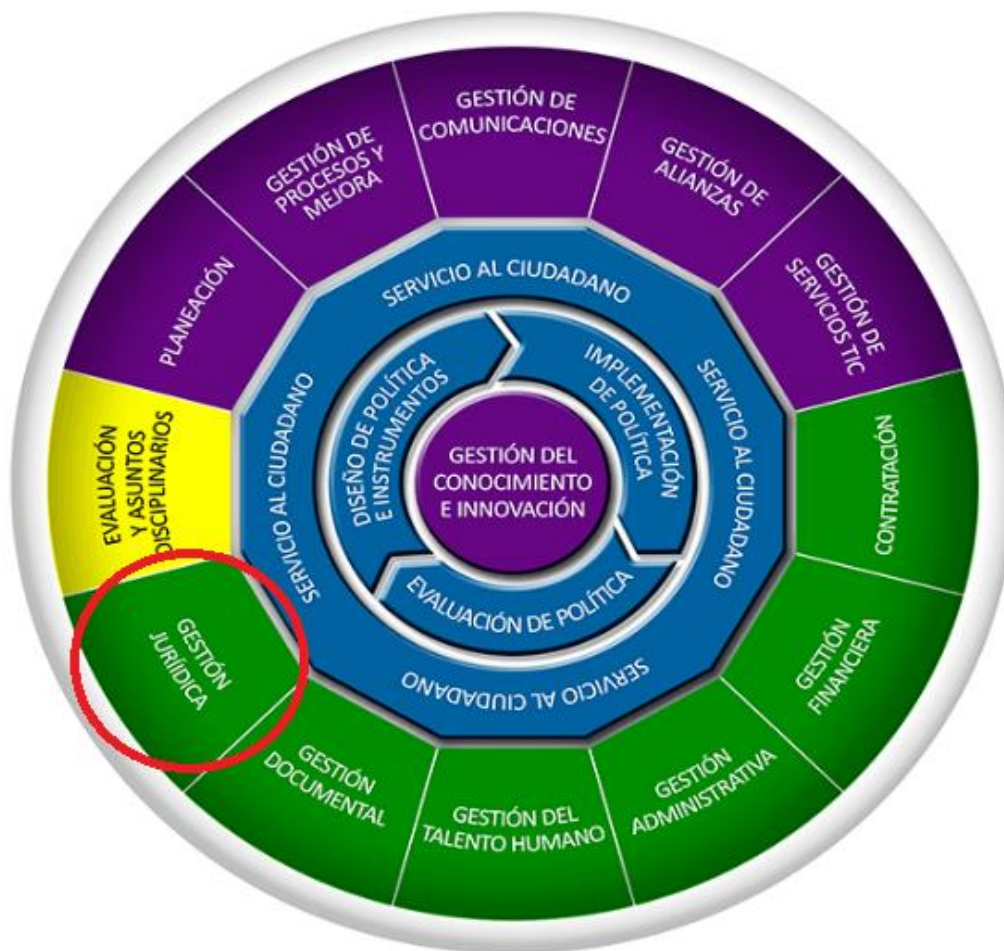 GESTIÓN DE
COMUNICACIONES
GESTIÓN DE
ALIANZAS
GESTIÓN DE
SERVICIOS TIC
CONTRATACIÓN
GESTIÓN
FINANCIERA
GESTIÓN
ADMINISTRATIVA
GESTIÓN DEL
TALENTO HUMANO
GESTIÓN
DOCUMENTAL
GESTIÓN
JURÍIDICA
EVALUACIÓN
Y ASUNTOS
DISCIPLINARIOS
PLANEACIÓN
GESTIÓN DE
PROCESOS Y
MEJORA
SERVICIO AL CIUDADANO
SERVICIO AL CIUDADANO
SERVICIO AL CIUDADANO
SERVICIO AL CIUDADANO
DISEÑO DE POLÍTICA
E INSTRUMENTOS
IMPLEMENTACIÓN
DE POLÍTICA
EVALUACIÓN DE POLÍTICA
GESTIÓN DEL
CONOCIMIENTO
E INNOVACIÓN